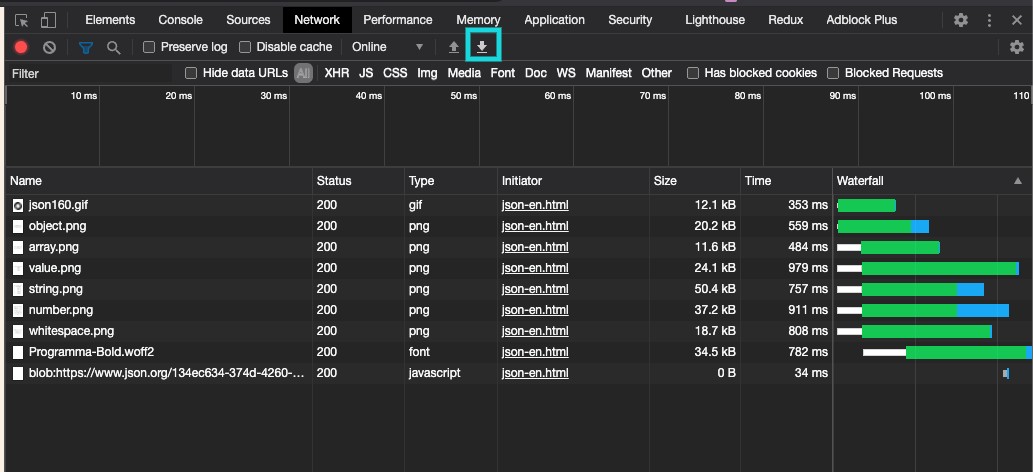 Elements Console Sources Network Performance Memory Application Security Lighthouse Redux Adblock Plus
Preserve log Disable cache Online
Filter Hide data URLs All XHR JS CSS Img Media Font Doc WS Manifest Other Has blocked cookies Blocked Requests
10 ms 20 ms 30 ms 40 ms 50 ms 60 ms 70 ms 80 ms 90 ms 100 ms 110
Name Status Type Initiator Size Time Waterfall
json160.gif 200 gif json-en.html 12.1 kB 353 ms
object.png 200 png json-en.html 20.2 kB 559 ms
array.png 200 png json-en.html 11.6 kB 484 ms
value.png 200 png json-en.html 24.1 kB 979 ms
string.png 200 png json-en.html 50.4 kB 757 ms
number.png 200 png json-en.html 37.2 kB 911 ms
whitespace.png 200 png json-en.html 18.7 kB 808 ms
Programma-Bold.woff2 200 font json-en.html 34.5 kB 782 ms
blob:https://www.json.org/134ec634-374d-4260-... 200 javascript json-en.html 0 B 34 ms